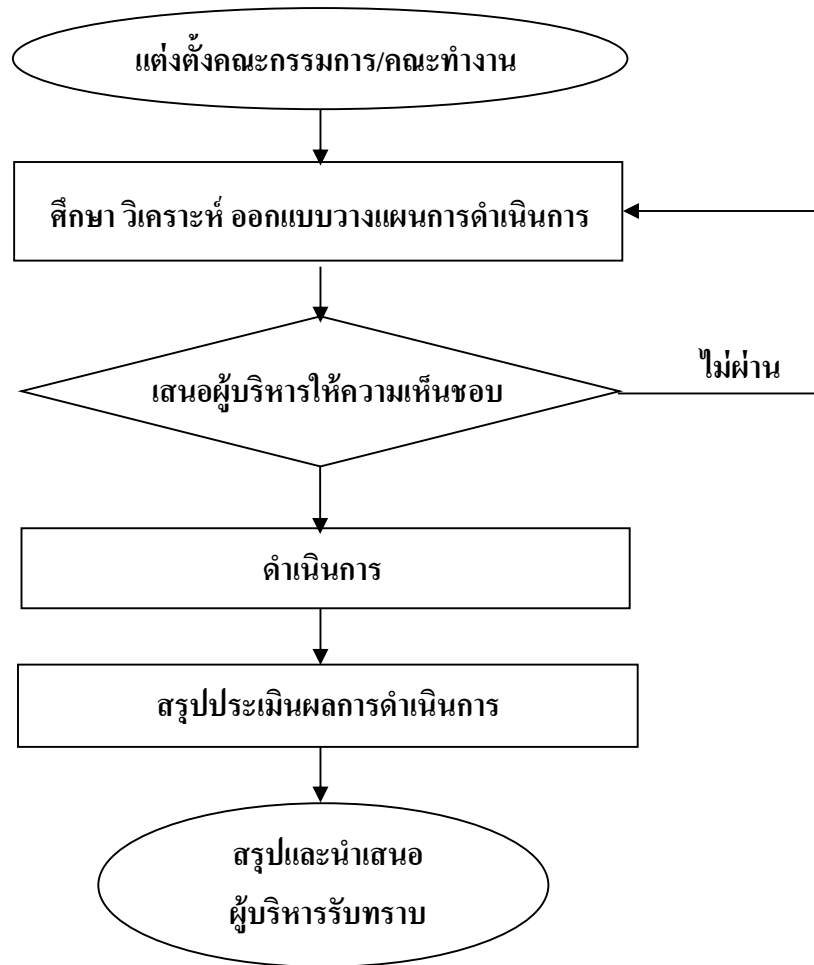 แต่งตั้งคณะกรรมการ/คณะทำงาน
ศึกษา วิเคราะห์ ออกแบบวางแผนการดำเนินการ
เสนอผู้บริหารให้ความเห็นชอบ
ไม่ผ่าน
ดำเนินการ
สรุปประเมินผลการดำเนินการ
สรุปและนำเสนอ
ผู้บริหารรับทราบ